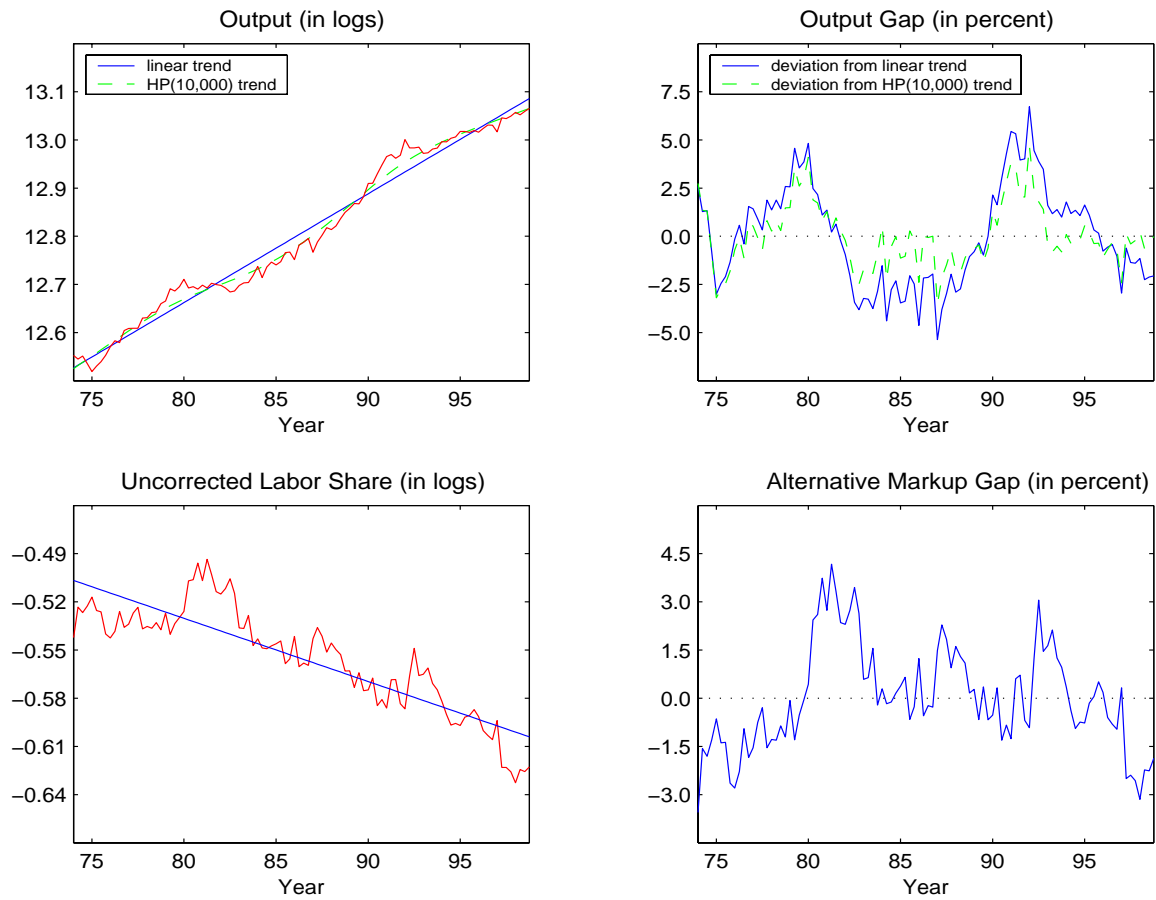 Output (in logs)
linear trend
HP(10,000) trend
13.1
13.0
12.9
12.8
12.7
12.6
75 80 85 90 95
Year
Output Gap (in percent)
deviation from linear trend
deviation from HP(10,000) trend
7.5
5.0
2.5
0.0
−2.5
−5.0
75 80 85 90 95
Year
Uncorrected Labor Share (in logs)
−0.49
−0.52
−0.55
−0.58
−0.61
−0.64
75 80 85 90 95
Year
Alternative Markup Gap (in percent)
4.5
3.0
1.5
0.0
−1.5
−3.0
75 80 85 90 95
Year